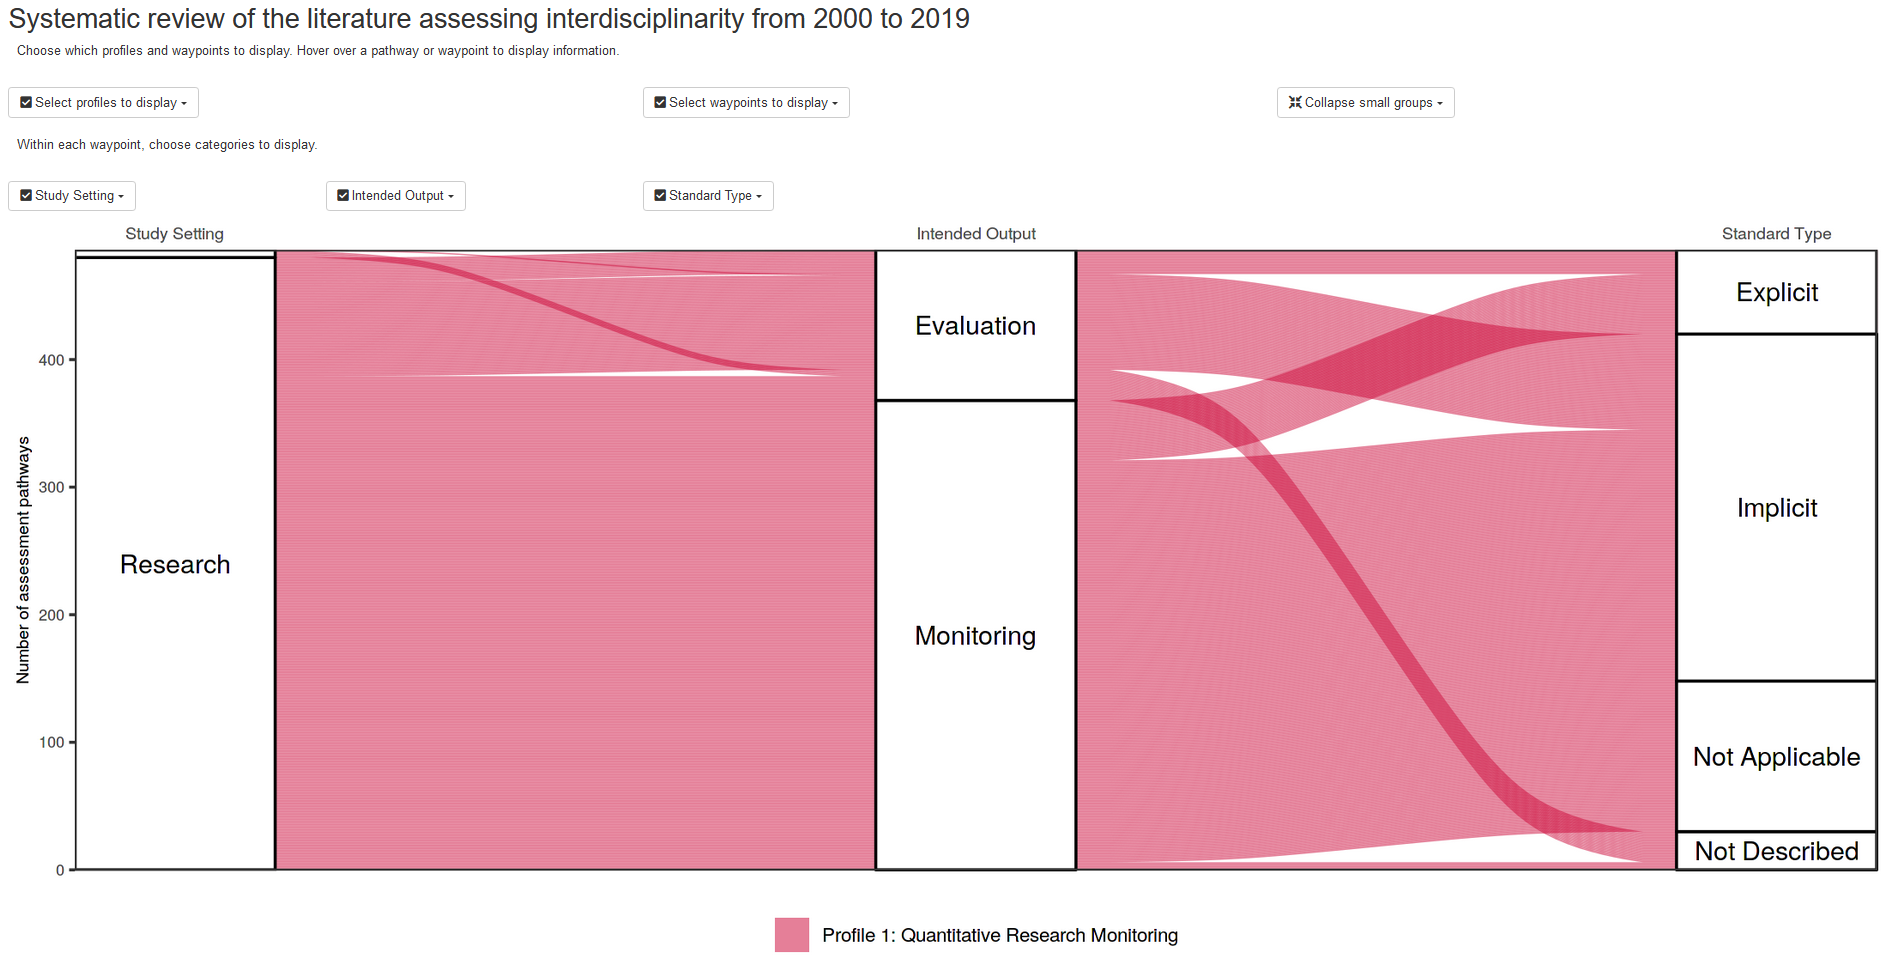 Systematic review of the literature assessing interdisciplinarity from 2000 to 2019
Choose which profiles and waypoints to display. Hover over a pathway or waypoint to display information.
Select profiles to display
Select waypoints to display
Collapse small groups
Within each waypoint, choose categories to display.
Study Setting
Intended Output
Standard Type
Study Setting
Intended Output
Standard Type
Number of assessment pathways
400
300
200
100
0
Research
Evaluation
Monitoring
Explicit
Implicit
Not Applicable
Not Described
Profile 1: Quantitative Research Monitoring